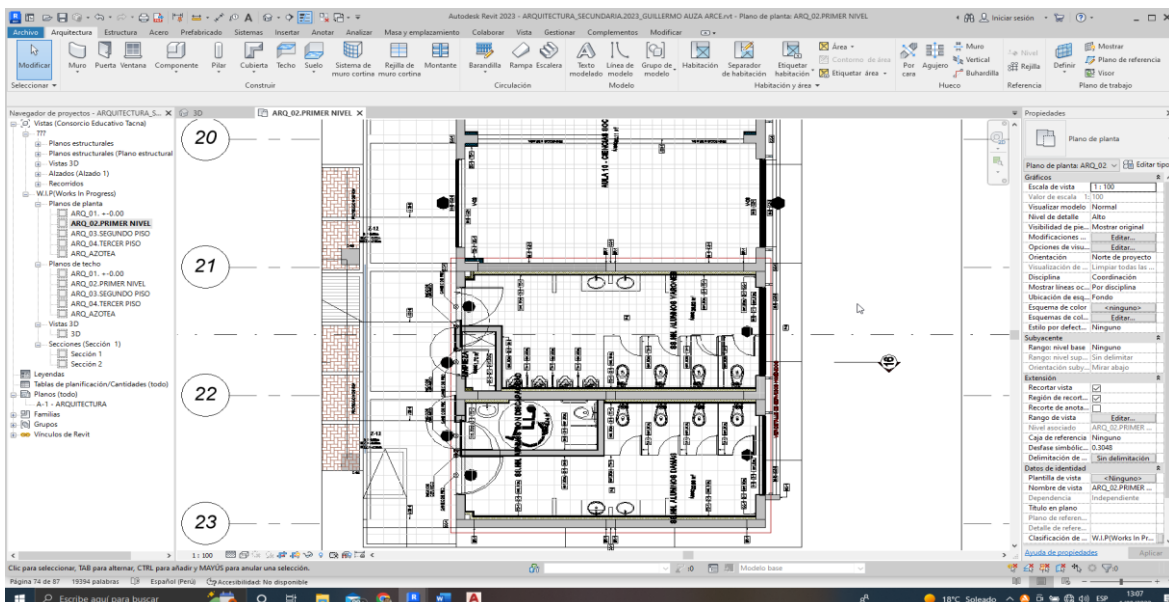 Autodesk Revit 2023 - ARQUITECTURA_SECUNDARIA.2023_GUILLERMO AUZA ARCE.rvt - Plano de planta: ARQ_02.PRIMER NIVEL
Iniciar sesión
Archivo Arquitectura Estructura Acero Prefabricado Sistemas Insertar Anotar Analizar Masa y emplazamiento Colaborar Vista Gestionar Complementos Modificar
Modificar Muro Puerta Ventana Componente Pilar Cubierta Techo Suelo Sistema de muro cortina Rejilla de muro cortina Montante Barandilla Rampa Escalera Texto modelado Línea de modelo Grupo de modelo Habitación Separador de habitación Etiquetar habitación
Área
Contorno de área
Etiquetar área
Por cara Agujero
Muro
Vertical
Buhardilla
Nivel
Rejilla
Definir
Mostrar
Plano de referencia
Visor
Seleccionar Construir Circulación Modelo Habitación y área Hueco Referencia Plano de trabajo
Navegador de proyectos - ARQUITECTURA_S...
3D
ARQ_02.PRIMER NIVEL
Vistas (Consorcio Educativo Tacna)
???
Planos estructurales
Planos estructurales (Plano estructural
Vistas 3D
Alzados (Alzado 1)
Recorridos
W.I.P(Works In Progress)
Planos de planta
ARQ_01. +-0.00
ARQ_02.PRIMER NIVEL
ARQ_03.SEGUNDO PISO
ARQ_04.TERCER PISO
ARQ_AZOTEA
Planos de techo
ARQ_01. +-0.00
ARQ_02.PRIMER NIVEL
ARQ_03.SEGUNDO PISO
ARQ_04.TERCER PISO
ARQ_AZOTEA
Vistas 3D
3D
Secciones (Sección 1)
Sección 1
Sección 2
Leyendas
Tablas de planificación/Cantidades (todo)
Planos (todo)
A-1 - ARQUITECTURA
Familias
Grupos
Vínculos de Revit
20
21
22
23
AULA 10 - CIENCIAS SOC
SS.HH. ALUMNOS VARONES
SS.HH. ALUMNOS DAMAS
Propiedades
Plano de planta
Plano de planta: ARQ_02
Editar tipo
Gráficos
Escala de vista 1 : 100
Valor de escala 1: 100
Visualizar modelo Normal
Nivel de detalle Alto
Visibilidad de pie... Mostrar original
Modificaciones ... Editar...
Opciones de visu... Editar...
Orientación Norte de proyecto
Visualización de ... Limpiar todas las ...
Disciplina Coordinación
Mostrar líneas oc... Por disciplina
Ubicación de esq... Fondo
Esquema de color <ninguno>
Esquemas de col... Editar...
Estilo por defect... Ninguno
Subyacente
Rango: nivel base Ninguno
Rango: nivel sup... Sin delimitar
Orientación suby... Mirar abajo
Extensión
Recortar vista
Región de recort...
Recorte de anota...
Rango de vista Editar...
Nivel asociado ARQ_02.PRIMER ...
Caja de referencia Ninguno
Desfase simbólic... 0.3048
Delimitación de ... Sin delimitación
Datos de identidad
Plantilla de vista <Ninguno>
Nombre de vista ARQ_02.PRIMER ...
Dependencia Independiente
Título en plano
Plano de referen...
Detalle de refere...
Clasificación de ... W.I.P(Works In Pr...
Ayuda de propiedades Aplicar
1 : 100
Clic para seleccionar, TAB para alternar, CTRL para añadir y MAYÚS para anular una selección.
:0
Modelo base
:0
Página 74 de 87 19394 palabras Español (Perú) Accesibilidad: No disponible
Escribe aquí para buscar
18°C Soleado
ESP
13:07